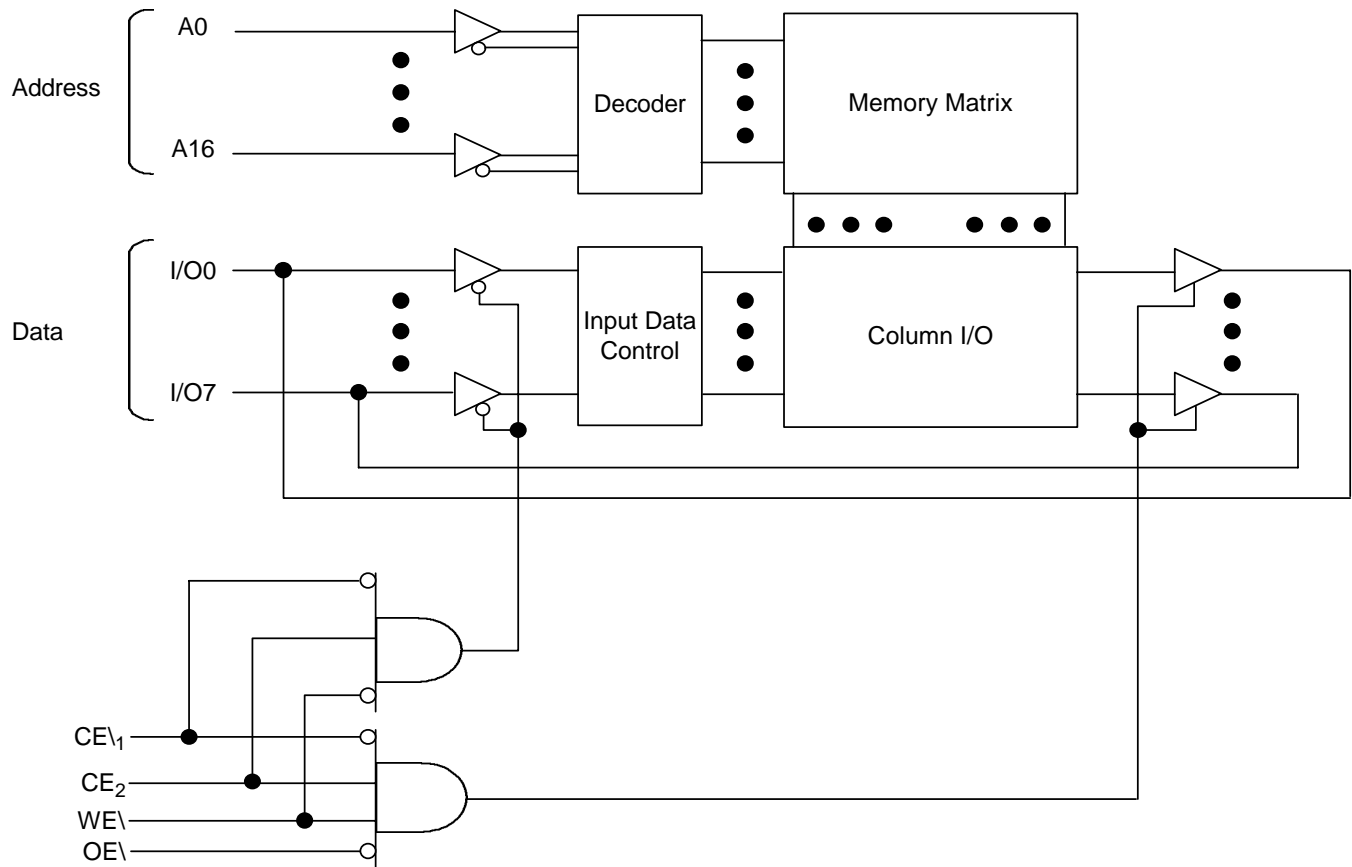 Address
A0
A16
Decoder
Memory Matrix
Data
I/O0
I/O7
Input Data
Control
Column I/O
CE\₁
CE₂
WE\
OE\